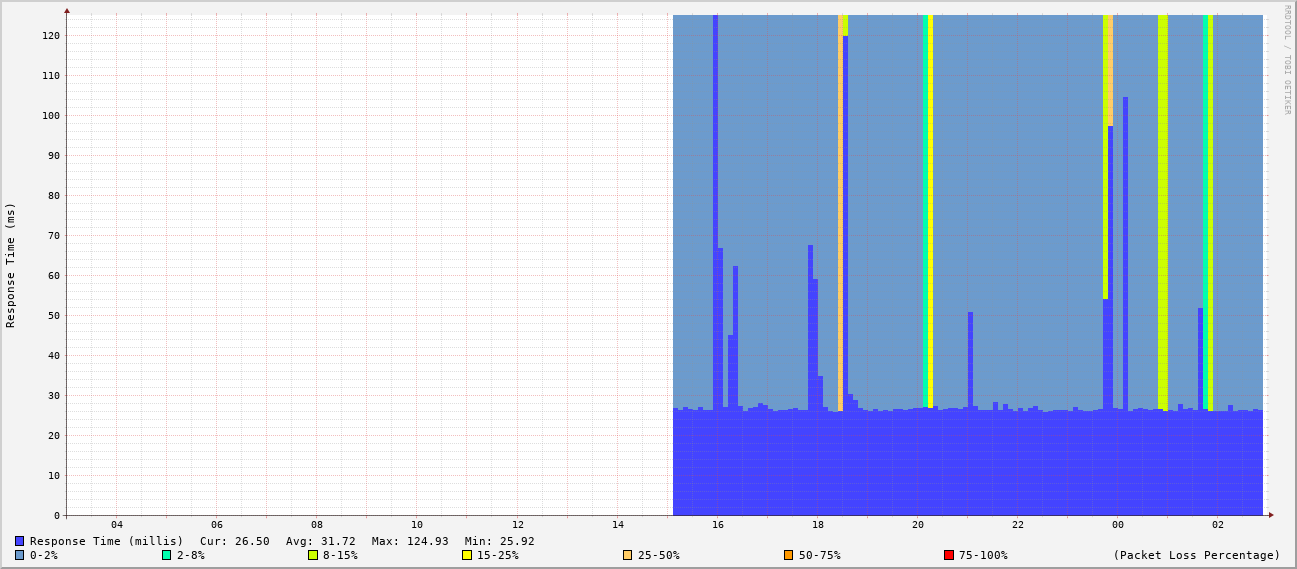 RRDTOOL / TOBI OETIKER
Response Time (ms)
120
110
100
90
80
70
60
50
40
30
20
10
0
04 06 08 10 12 14 16 18 20 22 00 02
Response Time (millis) Cur: 26.50 Avg: 31.72 Max: 124.93 Min: 25.92
0-2% 2-8% 8-15% 15-25% 25-50% 50-75% 75-100% (Packet Loss Percentage)